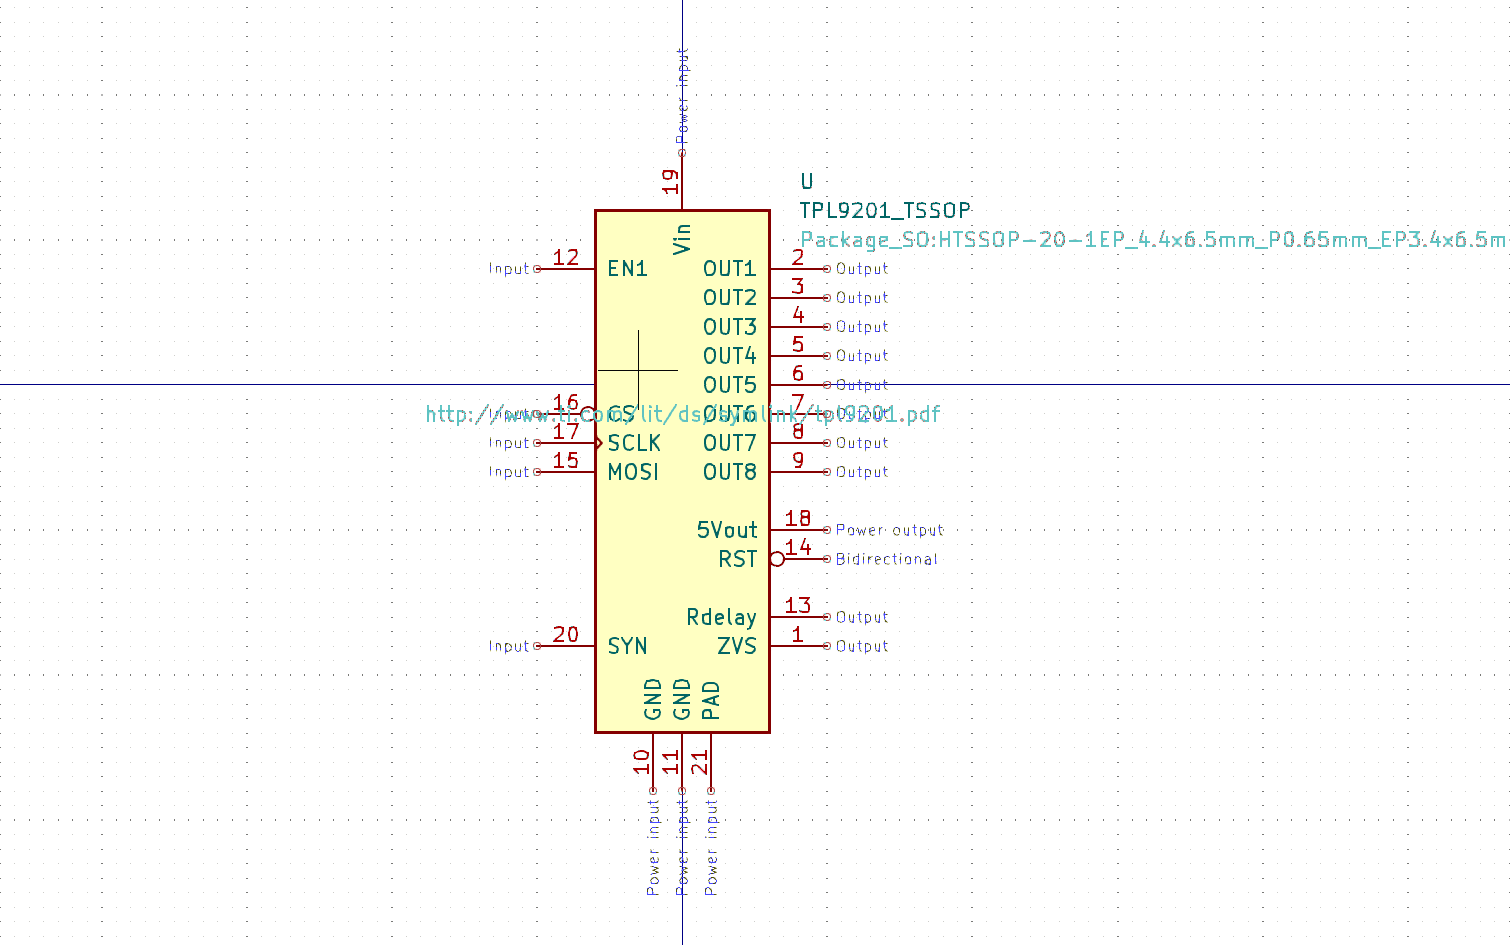 Power input
19
U
TPL9201_TSSOP
Package_SO:HTSSOP-20-1EP_4.4x6.5mm_P0.65mm_EP3.4x6.5m
Vin
Input 12 EN1 OUT1 2 Output
OUT2 3 Output
OUT3 4 Output
OUT4 5 Output
OUT5 6 Output
Input 16 CS OUT6 7 Output
http://www.ti.com/lit/ds/symlink/tpl9201.pdf
Input 17 SCLK OUT7 8 Output
Input 15 MOSI OUT8 9 Output
5Vout 18 Power output
RST 14 Bidirectional
Rdelay 13 Output
Input 20 SYN ZVS 1 Output
GND GND PAD
10 11 21
Power input Power input Power input